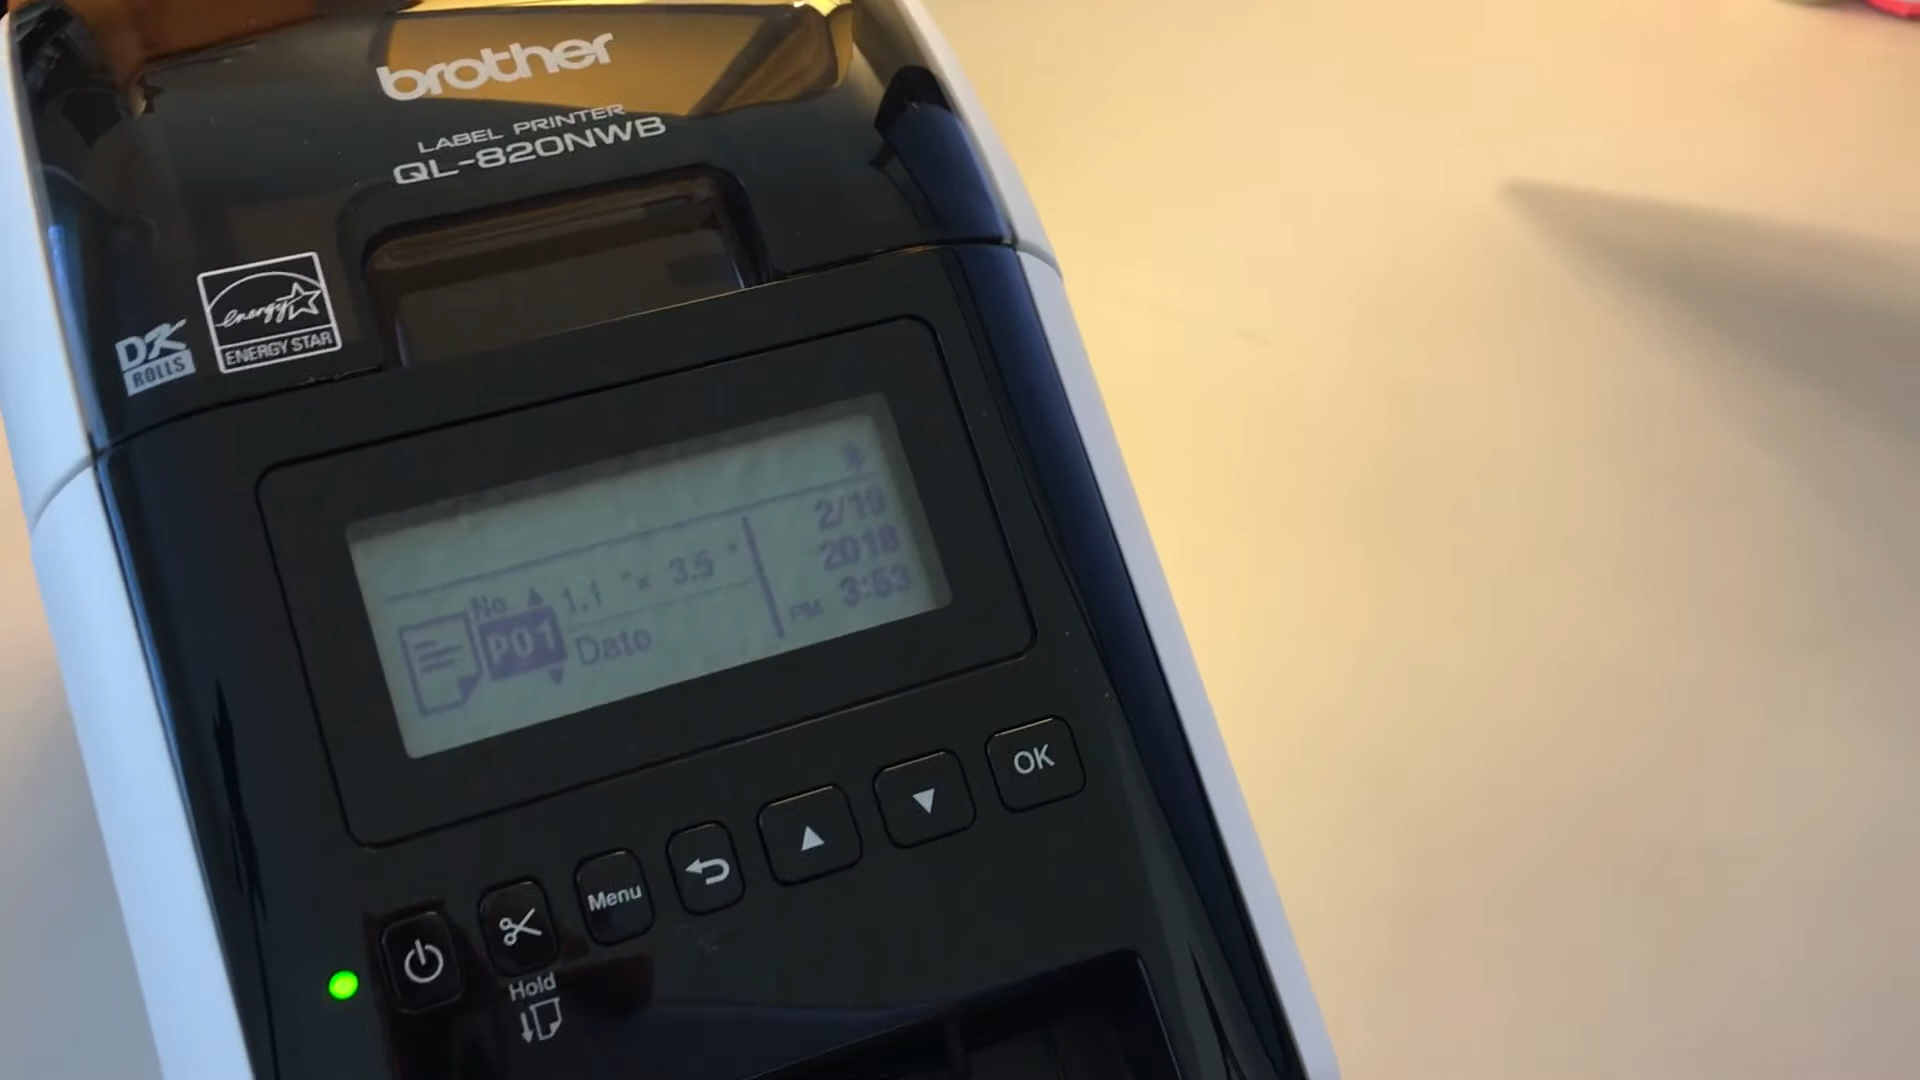 brother
LABEL PRINTER
QL-820NWB
DK
ROLLS
energy
ENERGY STAR
No. ▲ 1.1 "x 3.5 "
P01 Date
2/19
2018
PM 3:53
OK
Menu
Hold